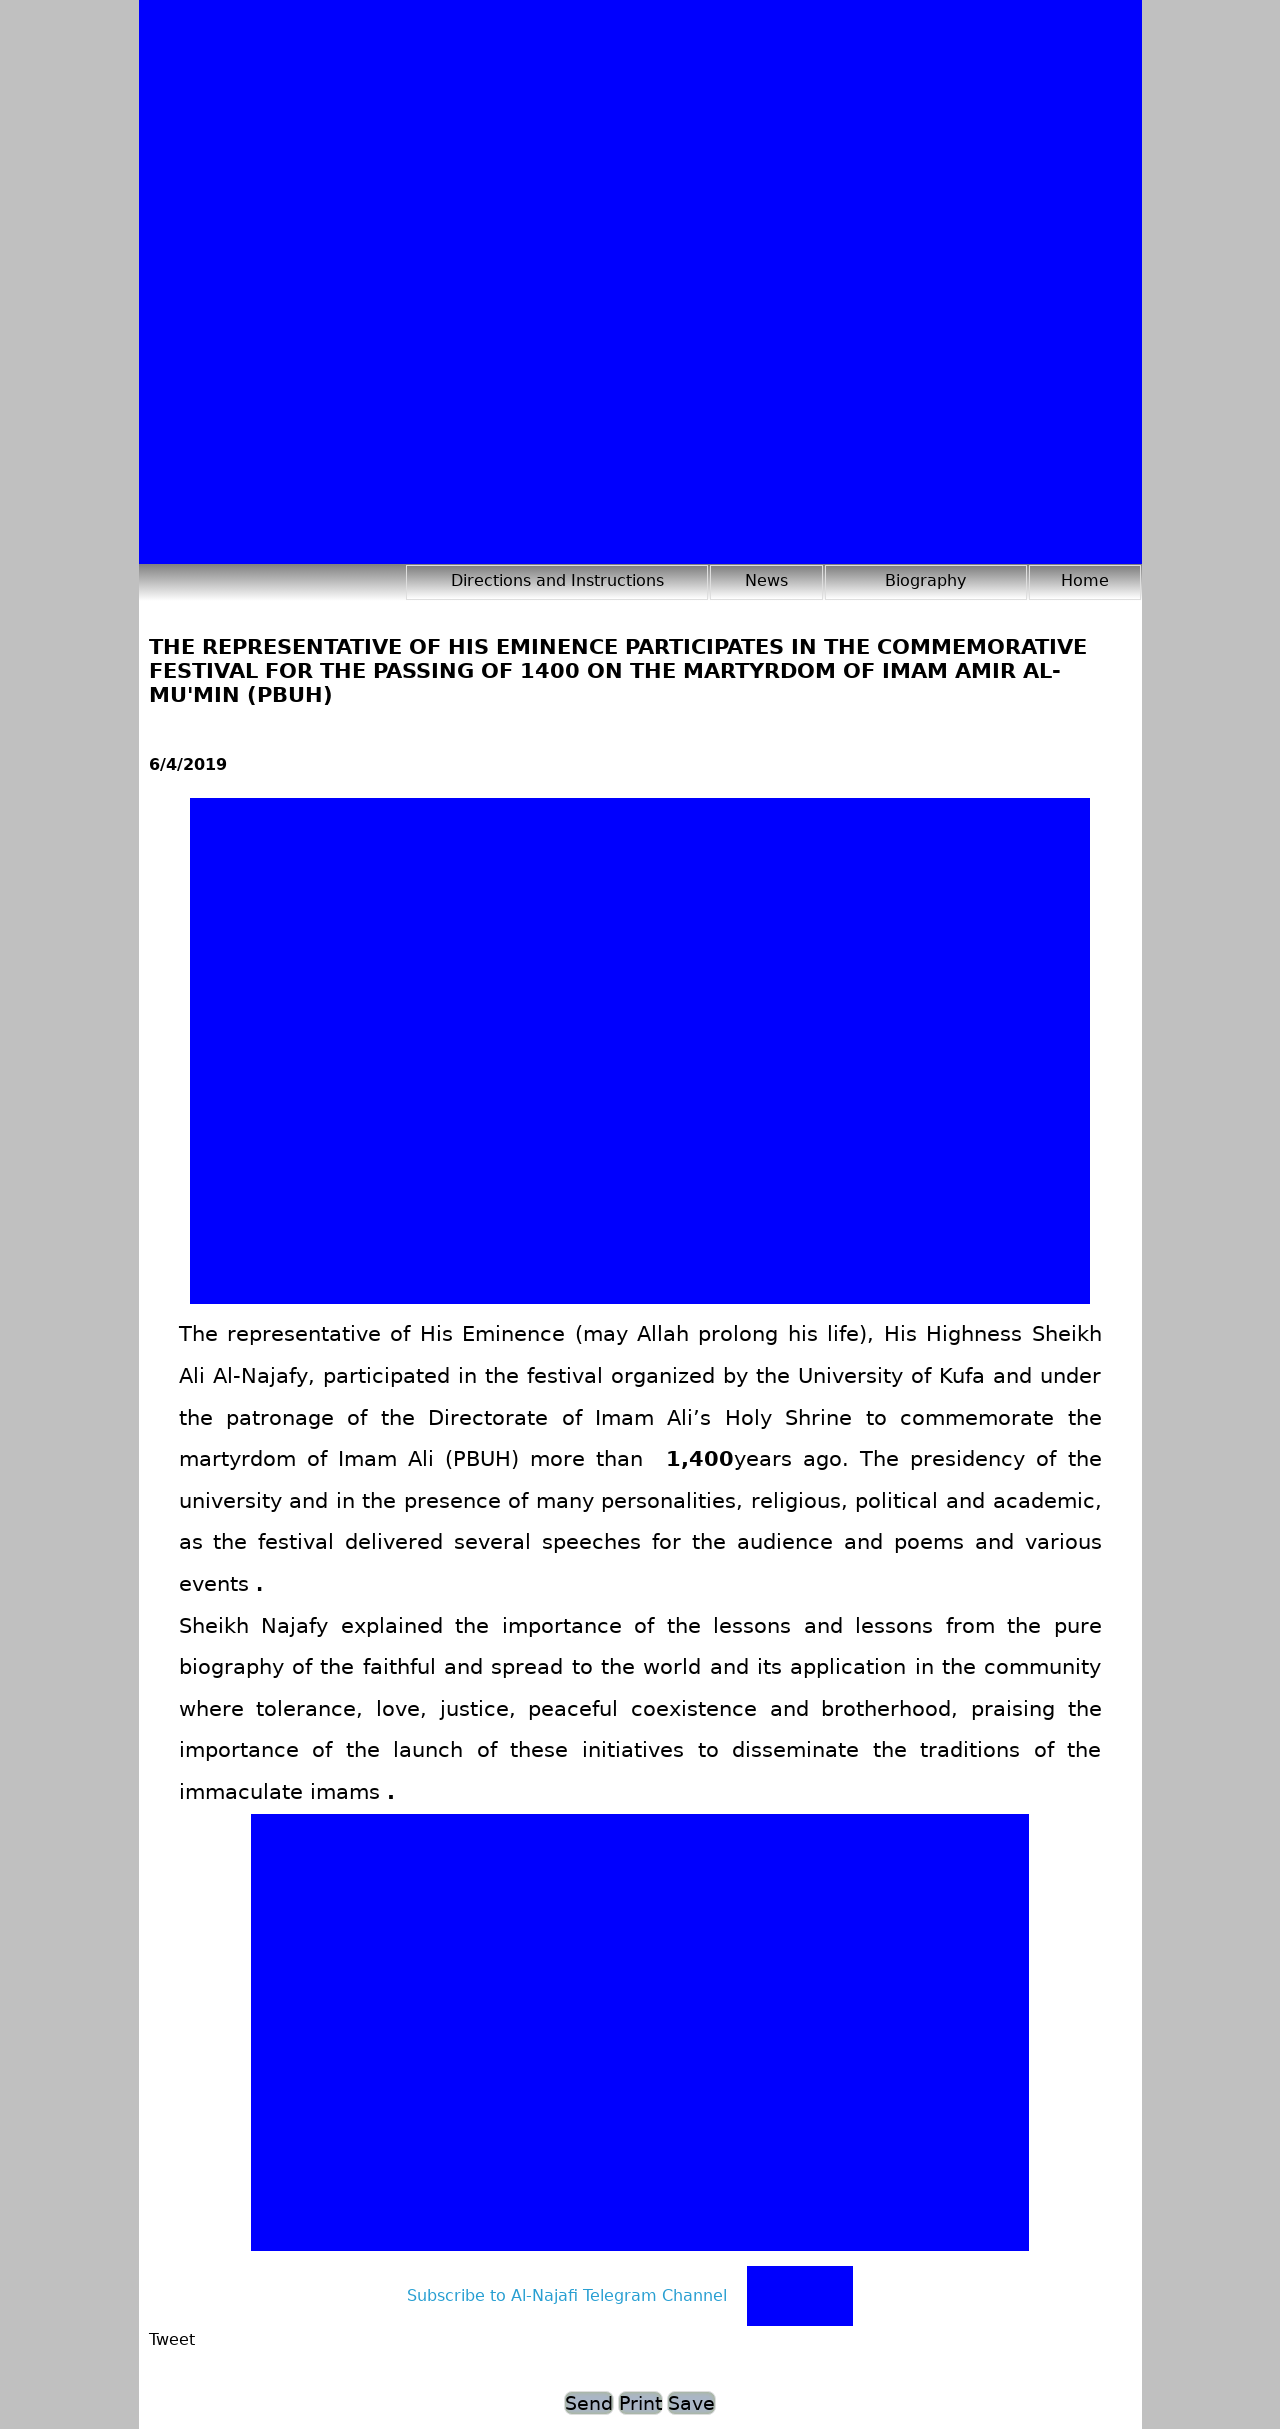 Directions and Instructions News Biography Home
THE REPRESENTATIVE OF HIS EMINENCE PARTICIPATES IN THE COMMEMORATIVE
FESTIVAL FOR THE PASSING OF 1400 ON THE MARTYRDOM OF IMAM AMIR AL-
MU'MIN (PBUH)
6/4/2019
The representative of His Eminence (may Allah prolong his life), His Highness Sheikh
Ali Al-Najafy, participated in the festival organized by the University of Kufa and under
the patronage of the Directorate of Imam Ali’s Holy Shrine to commemorate the
martyrdom of Imam Ali (PBUH) more than 1,400years ago. The presidency of the
university and in the presence of many personalities, religious, political and academic,
as the festival delivered several speeches for the audience and poems and various
events .
Sheikh Najafy explained the importance of the lessons and lessons from the pure
biography of the faithful and spread to the world and its application in the community
where tolerance, love, justice, peaceful coexistence and brotherhood, praising the
importance of the launch of these initiatives to disseminate the traditions of the
immaculate imams .
Subscribe to Al-Najafi Telegram Channel
Tweet
Send Print Save